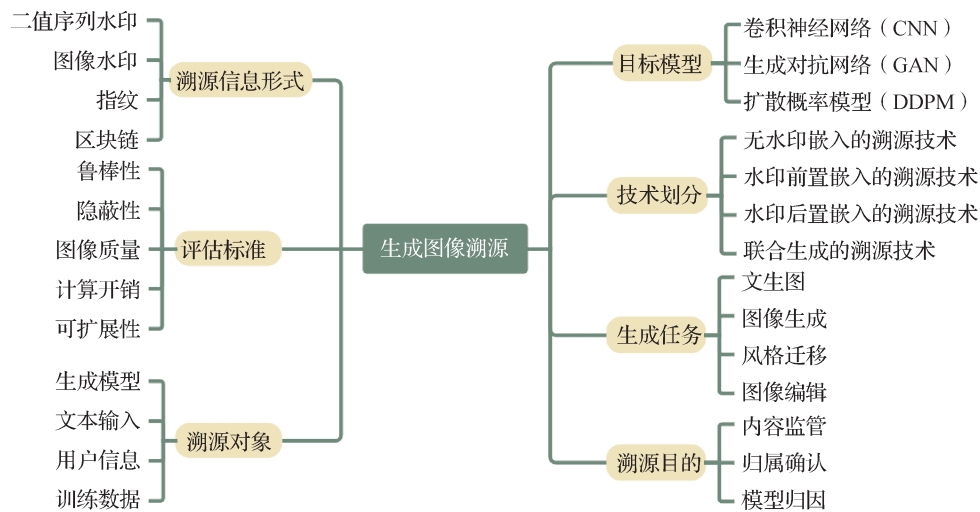 二值序列水印
图像水印
指纹
区块链
溯源信息形式
鲁棒性
隐蔽性
图像质量
计算开销
可扩展性
评估标准
生成模型
文本输入
用户信息
训练数据
溯源对象
生成图像溯源
目标模型
卷积神经网络（CNN）
生成对抗网络（GAN）
扩散概率模型（DDPM）
技术划分
无水印嵌入的溯源技术
水印前置嵌入的溯源技术
水印后置嵌入的溯源技术
联合生成的溯源技术
生成任务
文生图
图像生成
风格迁移
图像编辑
溯源目的
内容监管
归属确认
模型归因